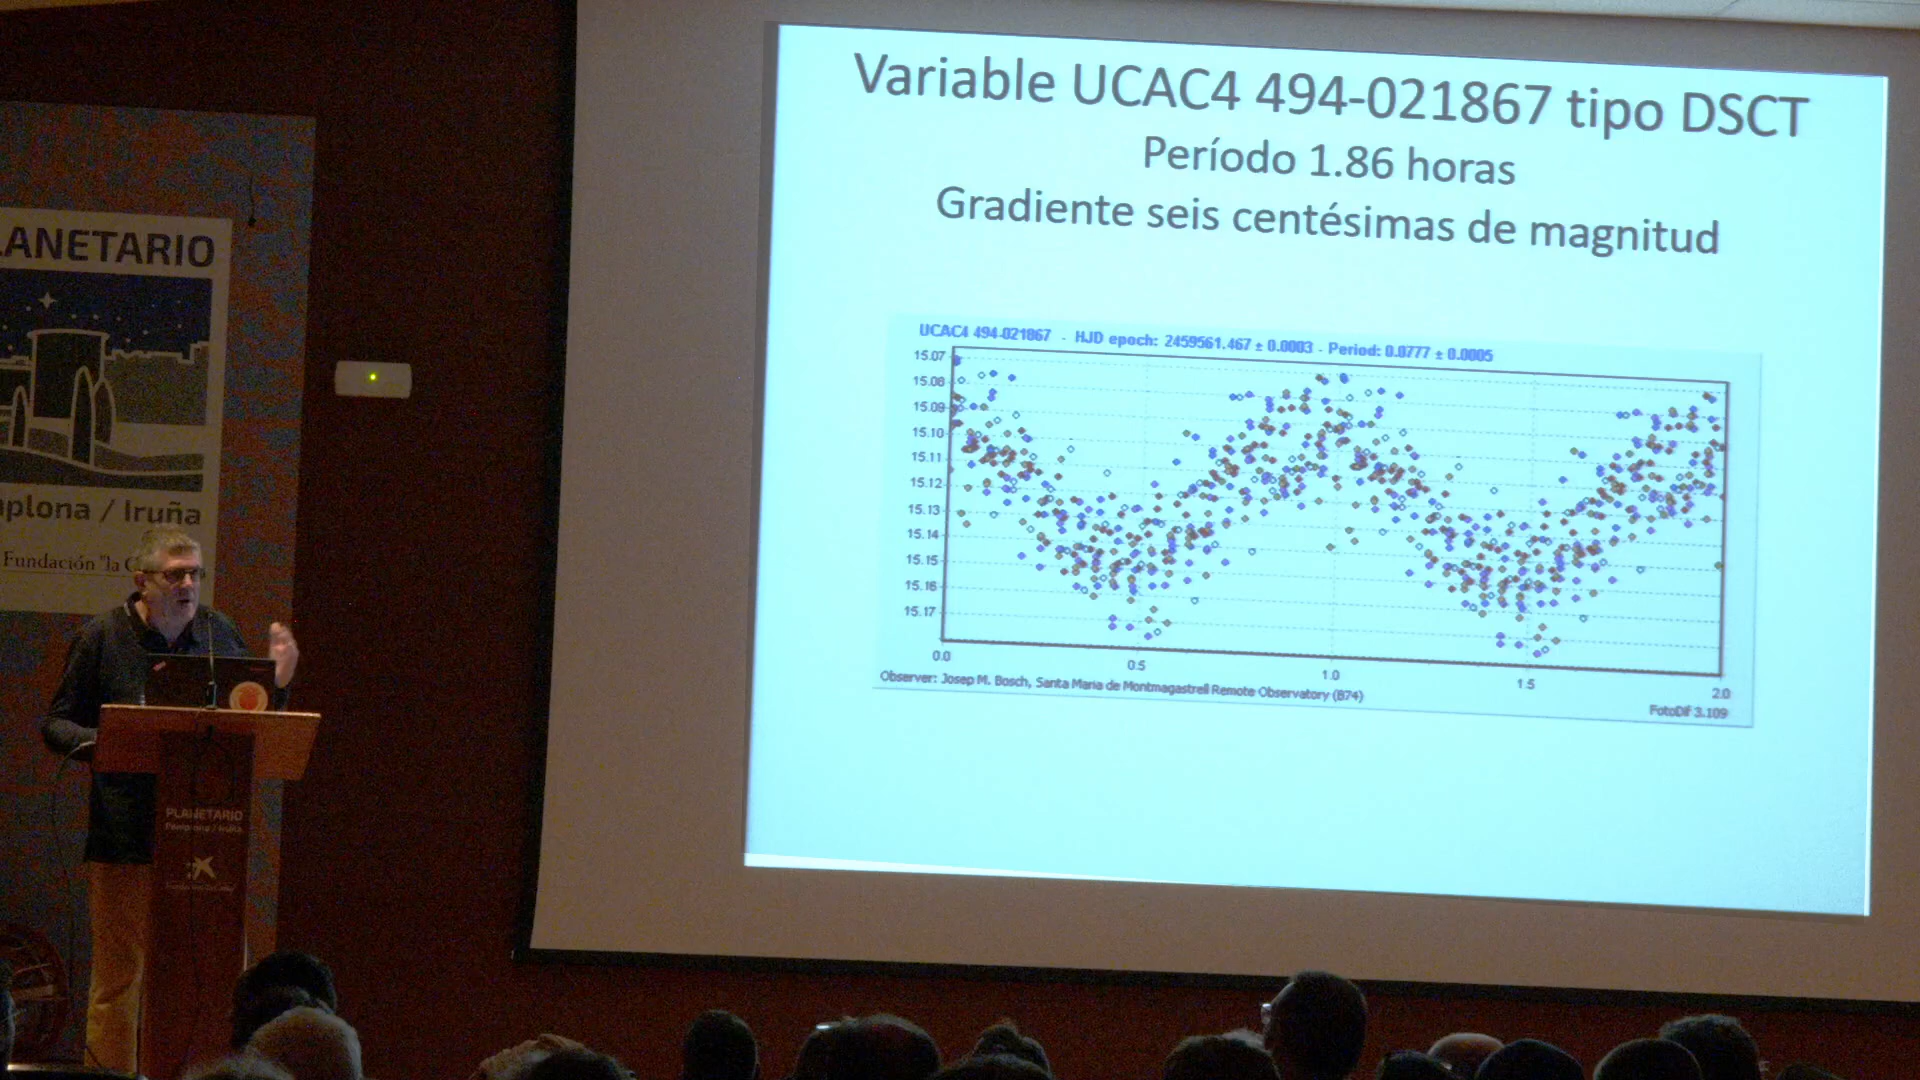 Variable UCAC4 494-021867 tipo DSCT
Período 1.86 horas
Gradiente seis centésimas de magnitud
UCAC4 494-021867 - HJD epoch: 2459561.467 ± 0.0003 - Period: 0.0777 ± 0.0005
15.07
15.08
15.09
15.10
15.11
15.12
15.13
15.14
15.15
15.16
15.17
0.0
0.5
1.0
1.5
2.0
Observer: Josep M. Bosch, Santa Maria de Montmagastrell Remote Observatory (B74)
FotoDif 3.109
LANETARIO
mplona / Iruña
Fundación "la C
PLANETARIO
Pamplona / Iruña